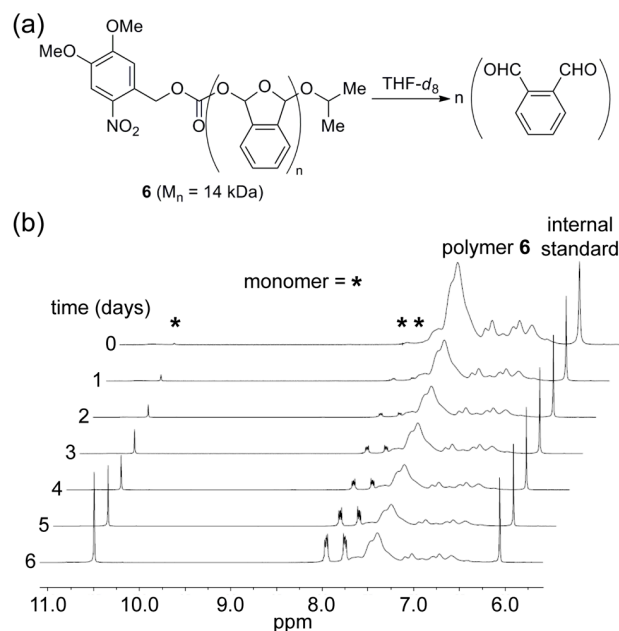 (a)
OMe
MeO
NO2
O
O
O
O
O
O
Me
Me
n
THF-d8
n
OHC
CHO
6 (Mn = 14 kDa)
(b)
internal
standard
polymer 6
monomer = *
time (days)
* * *
0
1
2
3
4
5
6
11.0 10.0 9.0 8.0 7.0 6.0
ppm